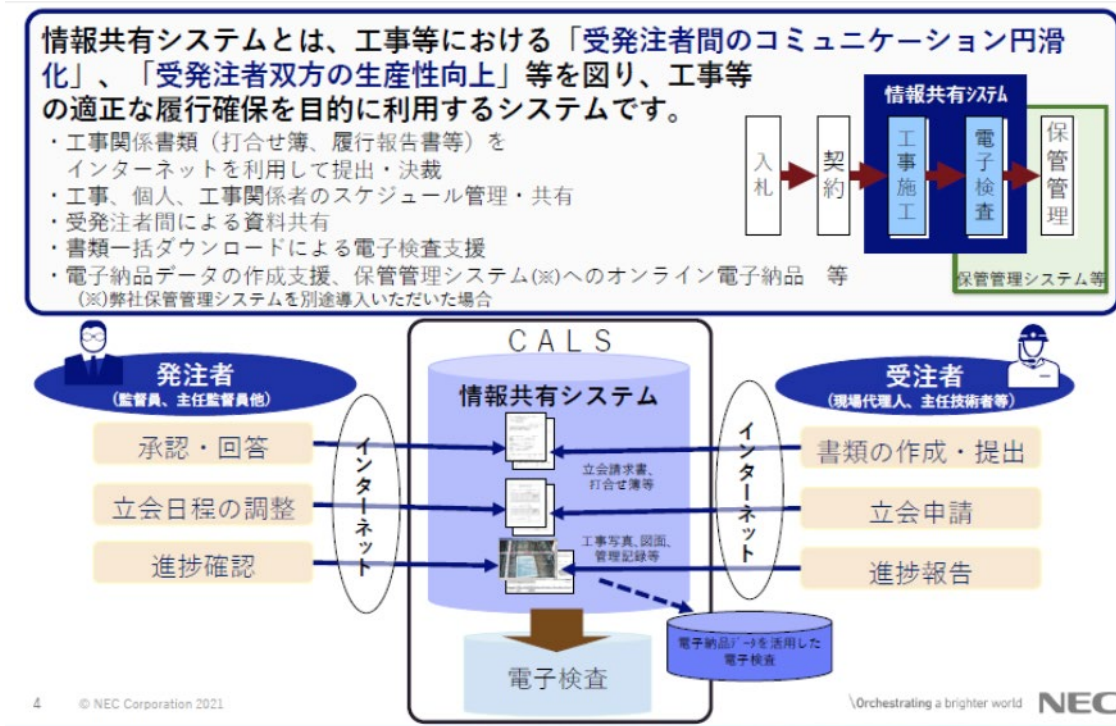 情報共有システムとは、工事等における「受発注者間のコミュニケーション円滑
化」、「受発注者双方の生産性向上」等を図り、工事等
の適正な履行確保を目的に利用するシステムです。
・工事関係書類（打合せ簿、履行報告書等）を
インターネットを利用して提出・決裁
・工事、個人、工事関係者のスケジュール管理・共有
・受発注者間による資料共有
・書類一括ダウンロードによる電子検査支援
・電子納品データの作成支援、保管管理システム(※)へのオンライン電子納品　等
(※)弊社保管管理システムを別途導入いただいた場合
情報共有システム
入札
契約
工事施工
電子検査
保管管理
保管管理システム等
CALS
情報共有システム
発注者
(監督員、主任監督員他)
承認・回答
立会日程の調整
進捗確認
インターネット
立会請求書、
打合せ簿等
工事写真、図面、
管理記録等
インターネット
受注者
(現場代理人、主任技術者等)
書類の作成・提出
立会申請
進捗報告
電子納品データを活用した
電子検査
電子検査
4
© NEC Corporation 2021
\Orchestrating a brighter world
NEC